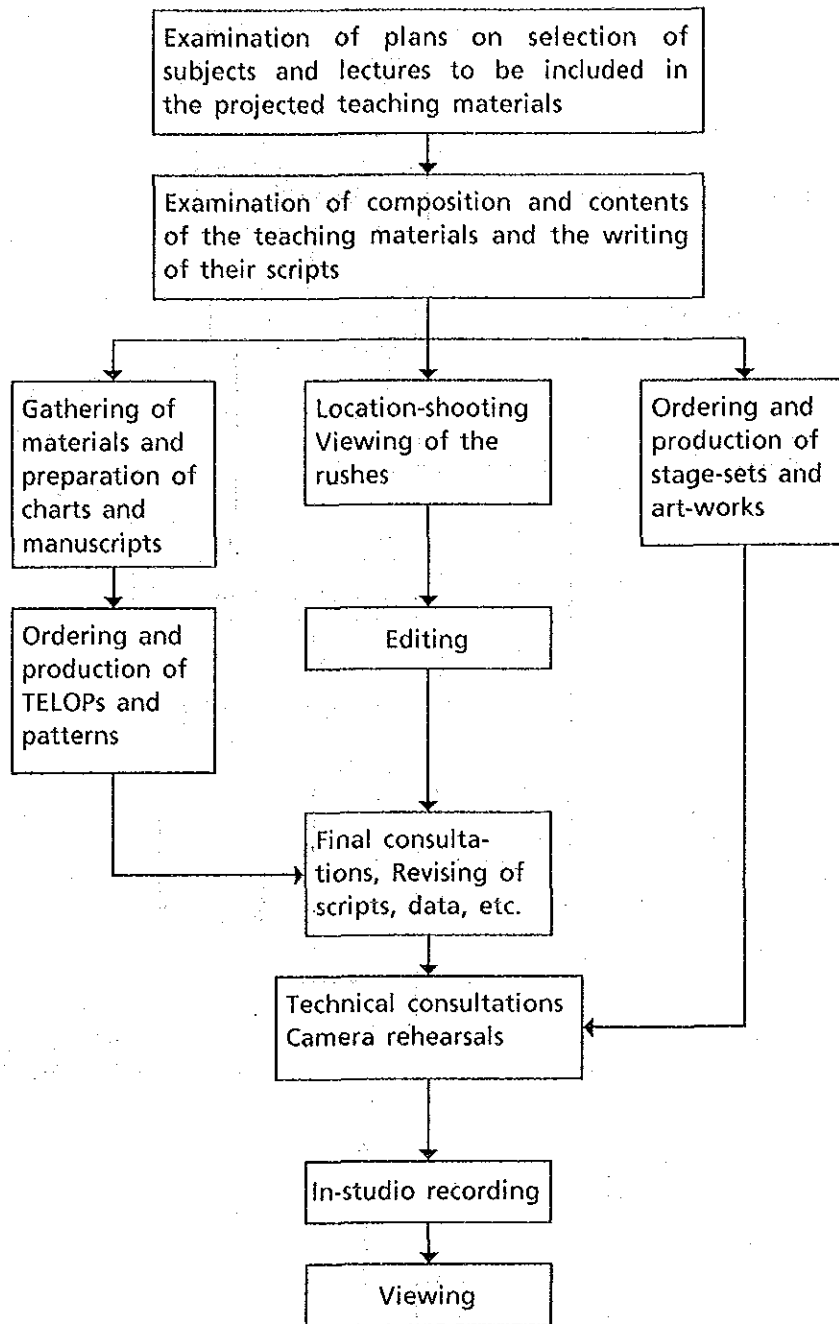 Examination of plans on selection of
subjects and lectures to be included in
the projected teaching materials
Examination of composition and contents
of the teaching materials and the writing
of their scripts
Gathering of
materials and
preparation of
charts and
manuscripts
Location-shooting
Viewing of the
rushes
Ordering and
production of
stage-sets and
art-works
Ordering and
production of
TELOPs and
patterns
Editing
Final consulta-
tions, Revising of
scripts, data, etc.
Technical consultations
Camera rehearsals
In-studio recording
Viewing